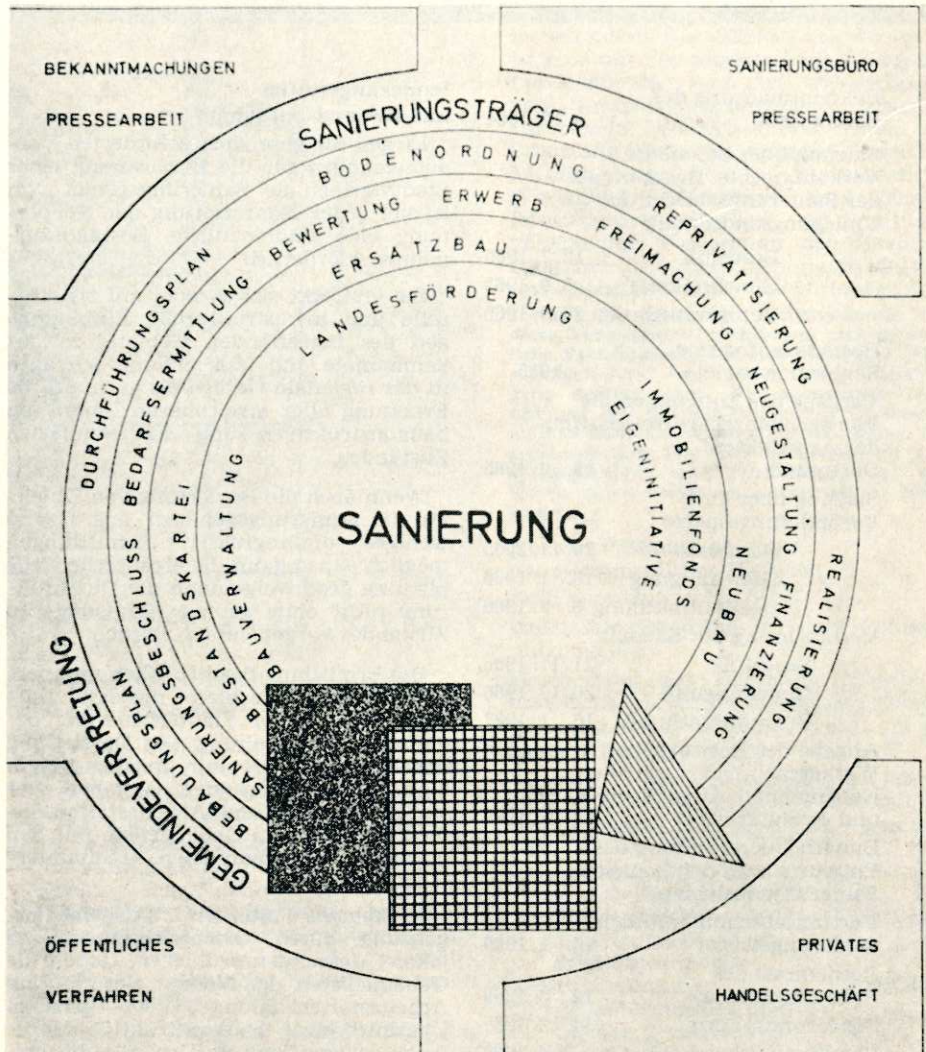 BEKANNTMACHUNGEN
PRESSEARBEIT
SANIERUNGSBÜRO
PRESSEARBEIT
GEMEINDEVERTRETUNG
SANIERUNGSTRÄGER
BEBAUUNGSPLAN
DURCHFÜHRUNGSPLAN
BODENORDNUNG
REPRIVATISIERUNG
REALISIERUNG
SANIERUNGSBESCHLUSS
BEDARFSERMITTLUNG
BEWERTUNG
ERWERB
FREIMACHUNG
NEUGESTALTUNG
FINANZIERUNG
BESTANDSKARTEI
ERSATZBAU
NEUBAU
BAUVERWALTUNG
LANDESFÖRDERUNG
IMMOBILIENFONDS
EIGENINITIATIVE
SANIERUNG
ÖFFENTLICHES
VERFAHREN
PRIVATES
HANDELSGESCHÄFT